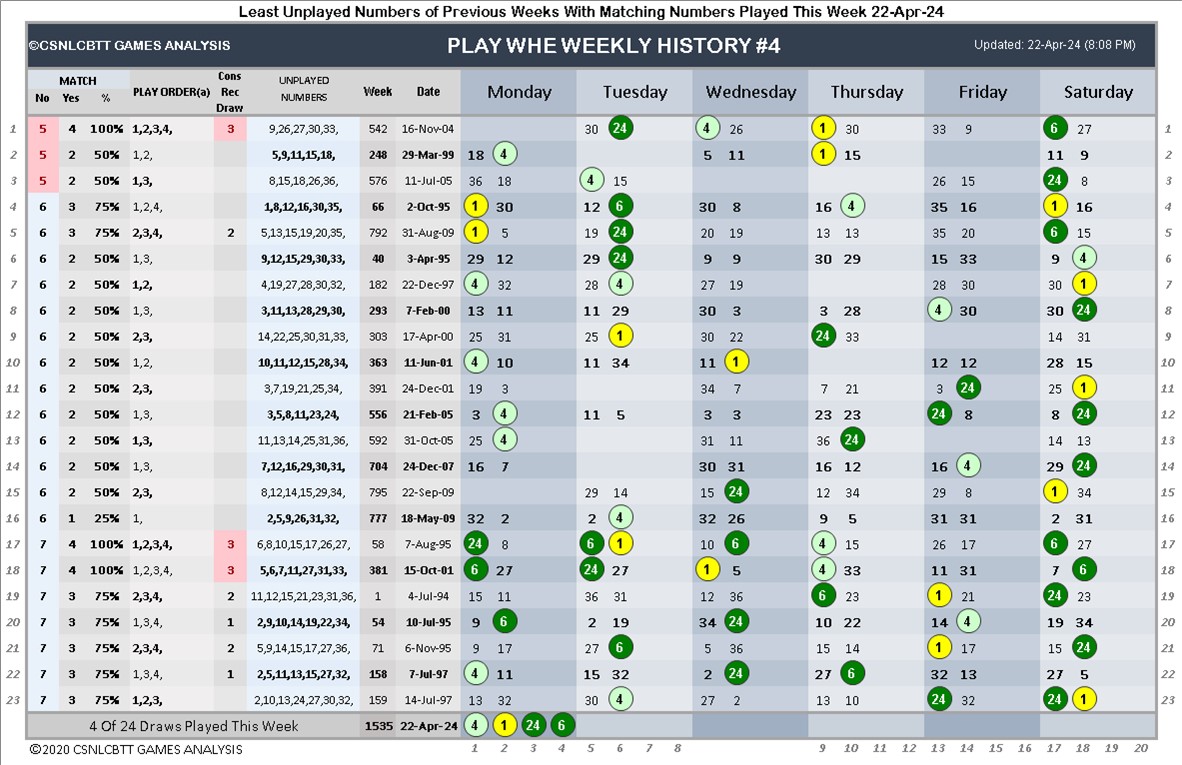 Least Unplayed Numbers of Previous Weeks With Matching Numbers Played This Week 22-Apr-24
©CSNLCBTT GAMES ANALYSIS PLAY WHE WEEKLY HISTORY #4 Updated: 22-Apr-24 (8:08 PM)
MATCH No Yes % PLAY ORDER(a) Cons Rec Draw UNPLAYED NUMBERS Week Date Monday Tuesday Wednesday Thursday Friday Saturday
1 5 4 100% 1,2,3,4, 3 9,26,27,30,33, 542 16-Nov-04 30 24 4 26 1 30 33 9 6 27 1
2 5 2 50% 1,2, 5,9,11,15,18, 248 29-Mar-99 18 4 5 11 1 15 11 9 2
3 5 2 50% 1,3, 8,15,18,26,36, 576 11-Jul-05 36 18 4 15 26 15 24 8 3
4 6 3 75% 1,2,4, 1,8,12,16,30,35, 66 2-Oct-95 1 30 12 6 30 8 16 4 35 16 1 16 4
5 6 3 75% 2,3,4, 2 5,13,15,19,20,35, 792 31-Aug-09 1 5 19 24 20 19 13 13 35 20 6 15 5
6 6 2 50% 1,3, 9,12,15,29,30,33, 40 3-Apr-95 29 12 29 24 9 9 30 29 15 33 9 4 6
7 6 2 50% 1,2, 4,19,27,28,30,32, 182 22-Dec-97 4 32 28 4 27 19 28 30 30 1 7
8 6 2 50% 1,3, 3,11,13,28,29,30, 293 7-Feb-00 13 11 11 29 30 3 3 28 4 30 30 24 8
9 6 2 50% 2,3, 14,22,25,30,31,33, 303 17-Apr-00 25 31 25 1 30 22 24 33 14 31 9
10 6 2 50% 1,2, 10,11,12,15,28,34, 363 11-Jun-01 4 10 11 34 11 1 12 12 28 15 10
11 6 2 50% 2,3, 3,7,19,21,25,34, 391 24-Dec-01 19 3 34 7 7 21 3 24 25 1 11
12 6 2 50% 1,3, 3,5,8,11,23,24, 556 21-Feb-05 3 4 11 5 3 3 23 23 24 8 8 24 12
13 6 2 50% 1,3, 11,13,14,25,31,36, 592 31-Oct-05 25 4 31 11 36 24 14 13 13
14 6 2 50% 1,3, 7,12,16,29,30,31, 704 24-Dec-07 16 7 30 31 16 12 16 4 29 24 14
15 6 2 50% 2,3, 8,12,14,15,29,34, 795 22-Sep-09 29 14 15 24 12 34 29 8 1 34 15
16 6 1 25% 1, 2,5,9,26,31,32, 777 18-May-09 32 2 2 4 32 26 9 5 31 31 2 31 16
17 7 4 100% 1,2,3,4, 3 6,8,10,15,17,26,27, 58 7-Aug-95 24 8 6 1 10 6 4 15 26 17 6 27 17
18 7 4 100% 1,2,3,4, 3 5,6,7,11,27,31,33, 381 15-Oct-01 6 27 24 27 1 5 4 33 11 31 7 6 18
19 7 3 75% 2,3,4, 2 11,12,15,21,23,31,36, 1 4-Jul-94 15 11 36 31 12 36 6 23 1 21 24 23 19
20 7 3 75% 1,3,4, 1 2,9,10,14,19,22,34, 54 10-Jul-95 9 6 2 19 34 24 10 22 14 4 19 34 20
21 7 3 75% 2,3,4, 2 5,9,14,15,17,27,36, 71 6-Nov-95 9 17 27 6 5 36 15 14 1 17 15 24 21
22 7 3 75% 1,3,4, 1 2,5,11,13,15,27,32, 158 7-Jul-97 4 11 15 32 2 24 27 6 32 13 27 5 22
23 7 3 75% 1,2,3, 2,10,13,24,27,30,32, 159 14-Jul-97 13 32 30 4 27 2 13 10 24 32 24 1 23
4 Of 24 Draws Played This Week 1535 22-Apr-24 4 1 24 6
©2020 CSNLCBTT GAMES ANALYSIS 1 2 3 4 5 6 7 8 9 10 11 12 13 14 15 16 17 18 19 20